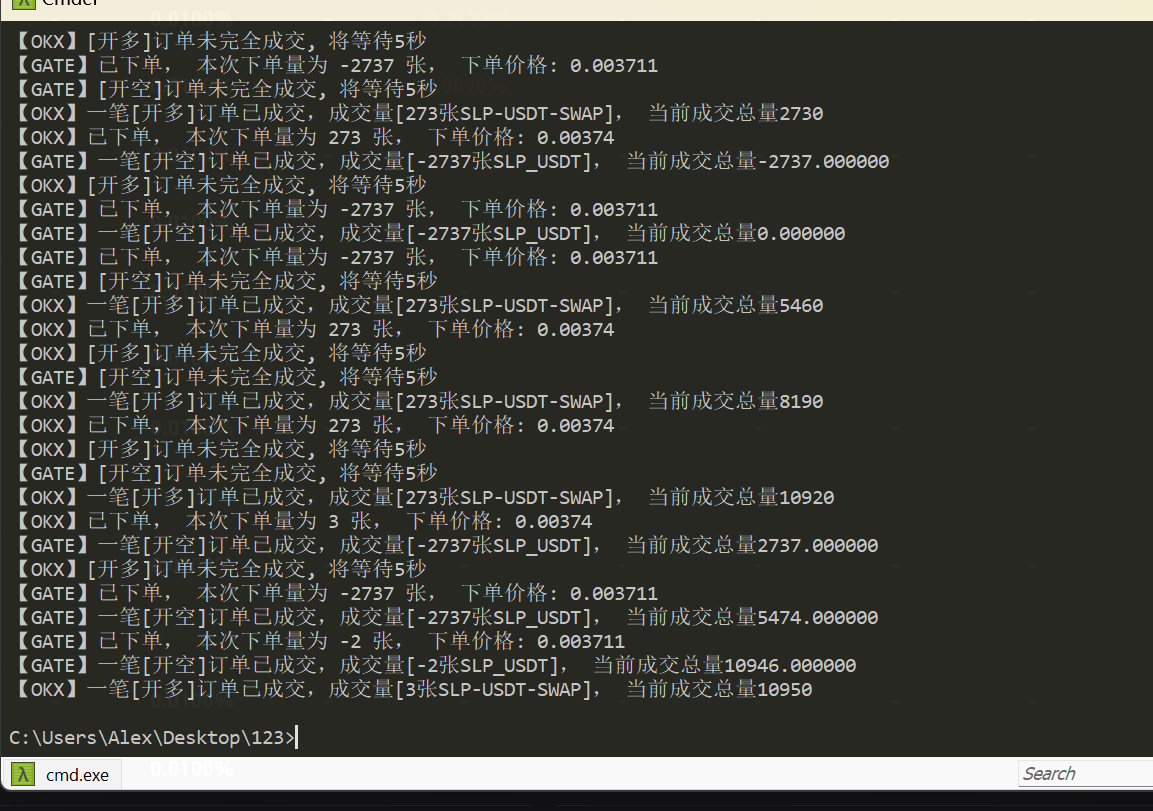 Cmder
【OKX】[开多]订单未完全成交, 将等待5秒
【GATE】已下单， 本次下单量为 -2737 张， 下单价格: 0.003711
【GATE】[开空]订单未完全成交, 将等待5秒
【OKX】一笔[开多]订单已成交，成交量[273张SLP-USDT-SWAP]， 当前成交总量2730
【OKX】已下单， 本次下单量为 273 张， 下单价格: 0.00374
【GATE】一笔[开空]订单已成交，成交量[-2737张SLP_USDT]， 当前成交总量-2737.000000
【OKX】[开多]订单未完全成交, 将等待5秒
【GATE】已下单， 本次下单量为 -2737 张， 下单价格: 0.003711
【GATE】一笔[开空]订单已成交，成交量[-2737张SLP_USDT]， 当前成交总量0.000000
【GATE】已下单， 本次下单量为 -2737 张， 下单价格: 0.003711
【GATE】[开空]订单未完全成交, 将等待5秒
【OKX】一笔[开多]订单已成交，成交量[273张SLP-USDT-SWAP]， 当前成交总量5460
【OKX】已下单， 本次下单量为 273 张， 下单价格: 0.00374
【OKX】[开多]订单未完全成交, 将等待5秒
【GATE】[开空]订单未完全成交, 将等待5秒
【OKX】一笔[开多]订单已成交，成交量[273张SLP-USDT-SWAP]， 当前成交总量8190
【OKX】已下单， 本次下单量为 273 张， 下单价格: 0.00374
【OKX】[开多]订单未完全成交, 将等待5秒
【GATE】[开空]订单未完全成交, 将等待5秒
【OKX】一笔[开多]订单已成交，成交量[273张SLP-USDT-SWAP]， 当前成交总量10920
【OKX】已下单， 本次下单量为 3 张， 下单价格: 0.00374
【GATE】一笔[开空]订单已成交，成交量[-2737张SLP_USDT]， 当前成交总量2737.000000
【OKX】[开多]订单未完全成交, 将等待5秒
【GATE】已下单， 本次下单量为 -2737 张， 下单价格: 0.003711
【GATE】一笔[开空]订单已成交，成交量[-2737张SLP_USDT]， 当前成交总量5474.000000
【GATE】已下单， 本次下单量为 -2 张， 下单价格: 0.003711
【GATE】一笔[开空]订单已成交，成交量[-2张SLP_USDT]， 当前成交总量10946.000000
【OKX】一笔[开多]订单已成交，成交量[3张SLP-USDT-SWAP]， 当前成交总量10950
C:\Users\Alex\Desktop\123>
λ cmd.exe 0.0100% Search